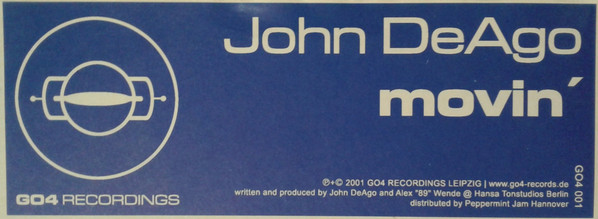 John DeAgo
movin´
GO4 RECORDINGS
℗+© 2001 GO4 RECORDINGS LEIPZIG | www.go4-records.de
written and produced by John DeAgo and Alex "89" Wende @ Hansa Tonstudios Berlin
distributed by Peppermint Jam Hannover
GO4 001